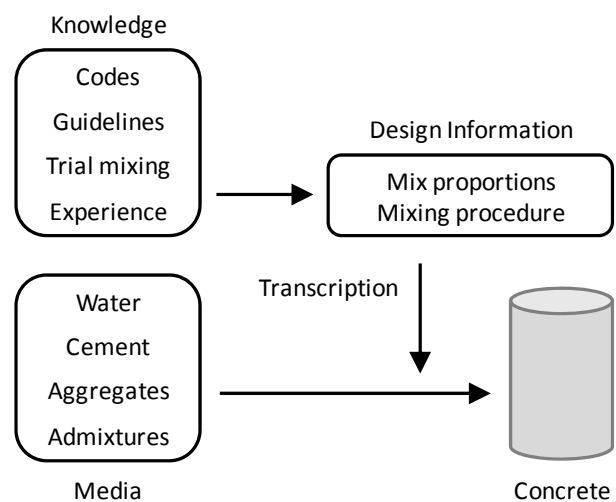 Knowledge
Codes
Guidelines
Trial mixing
Experience
Design Information
Mix proportions
Mixing procedure
Transcription
Water
Cement
Aggregates
Admixtures
Media
Concrete